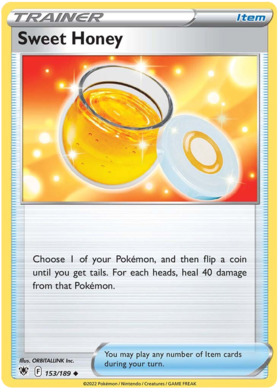 TRAINER Item
Sweet Honey
Choose 1 of your Pokémon, and then flip a coin
until you get tails. For each heads, heal 40 damage
from that Pokémon.
Illus. ORBITALLINK Inc.
F 153/189
You may play any number of Item cards
during your turn.
©2022 Pokémon / Nintendo / Creatures / GAME FREAK